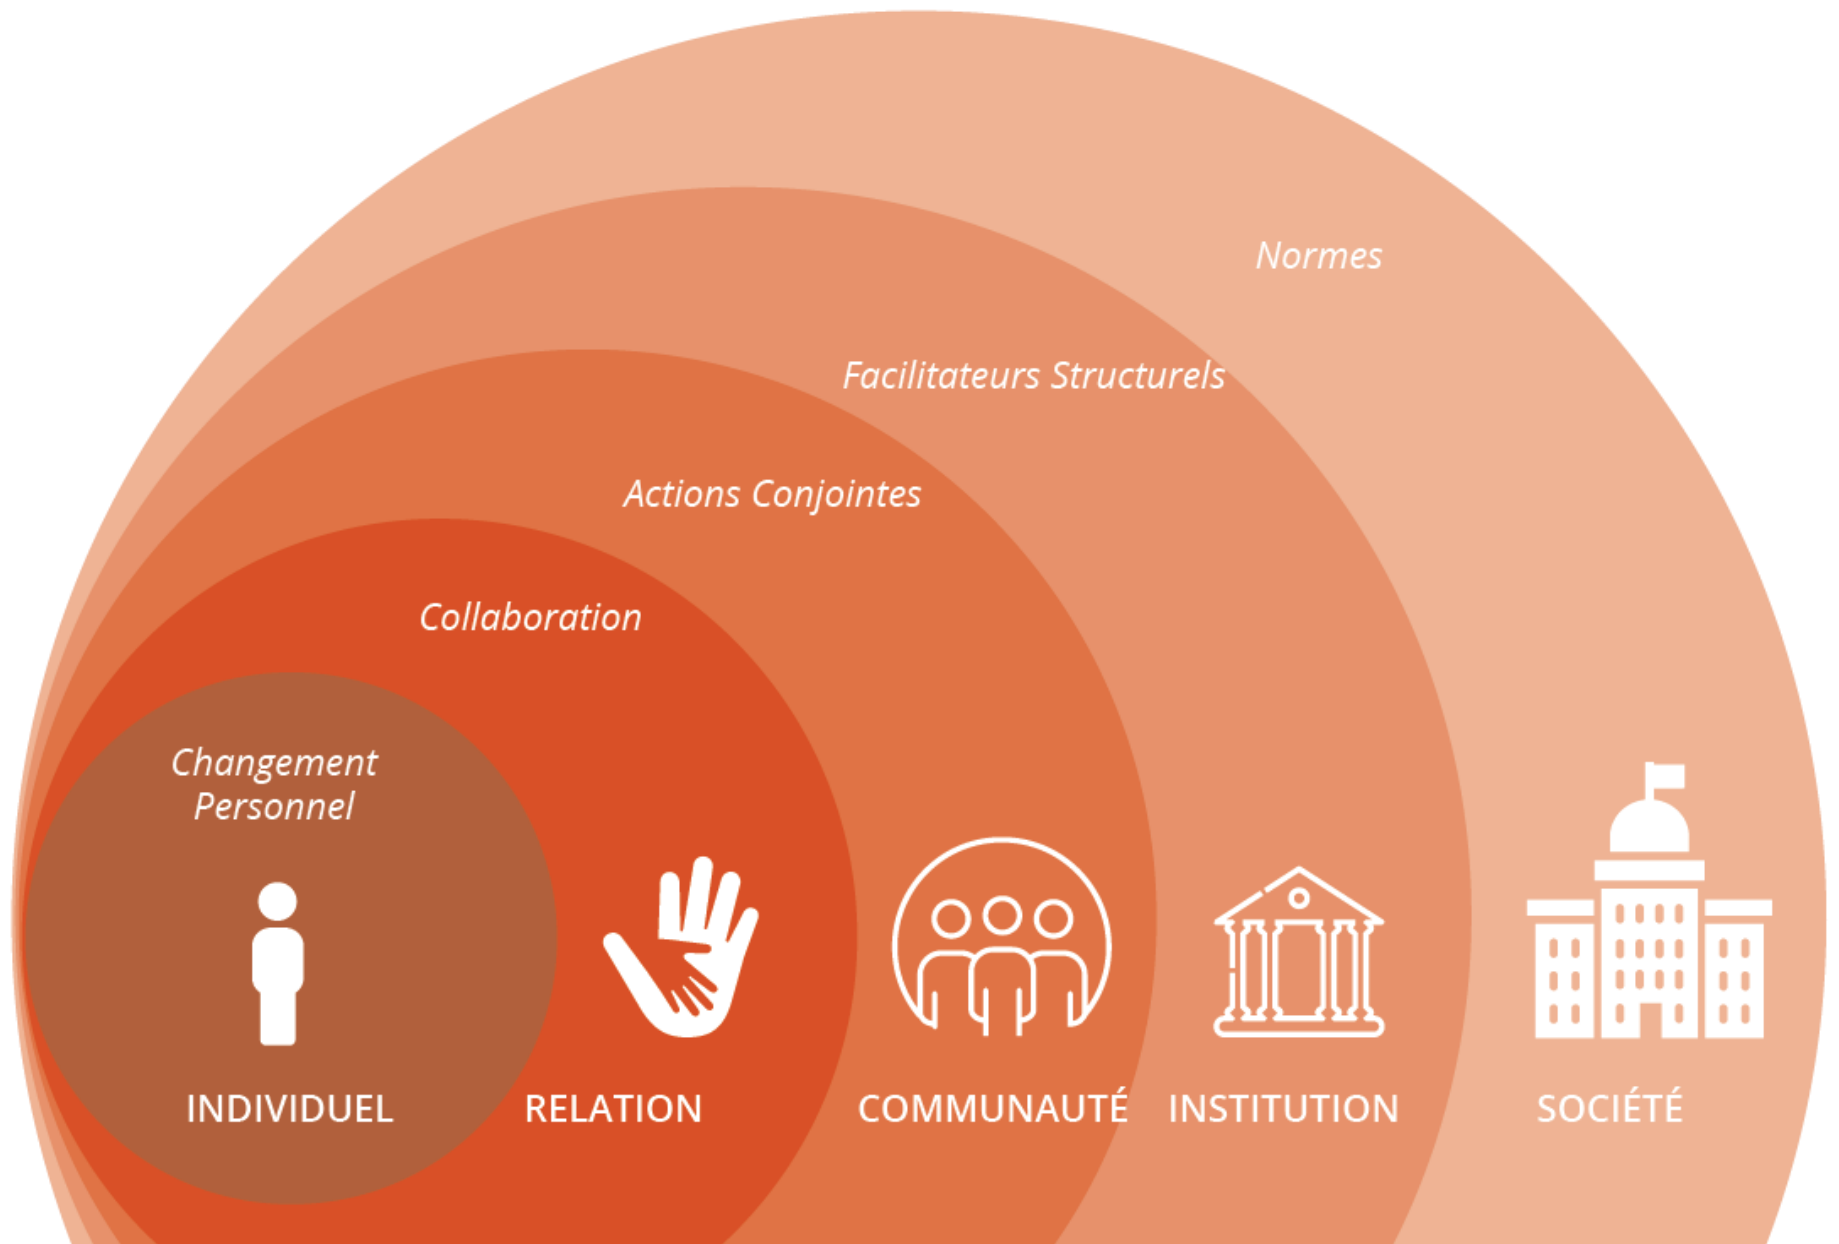 Normes
Facilitateurs Structurels
Actions Conjointes
Collaboration
Changement
Personnel
INDIVIDUEL
RELATION
COMMUNAUTÉ
INSTITUTION
SOCIÉTÉ